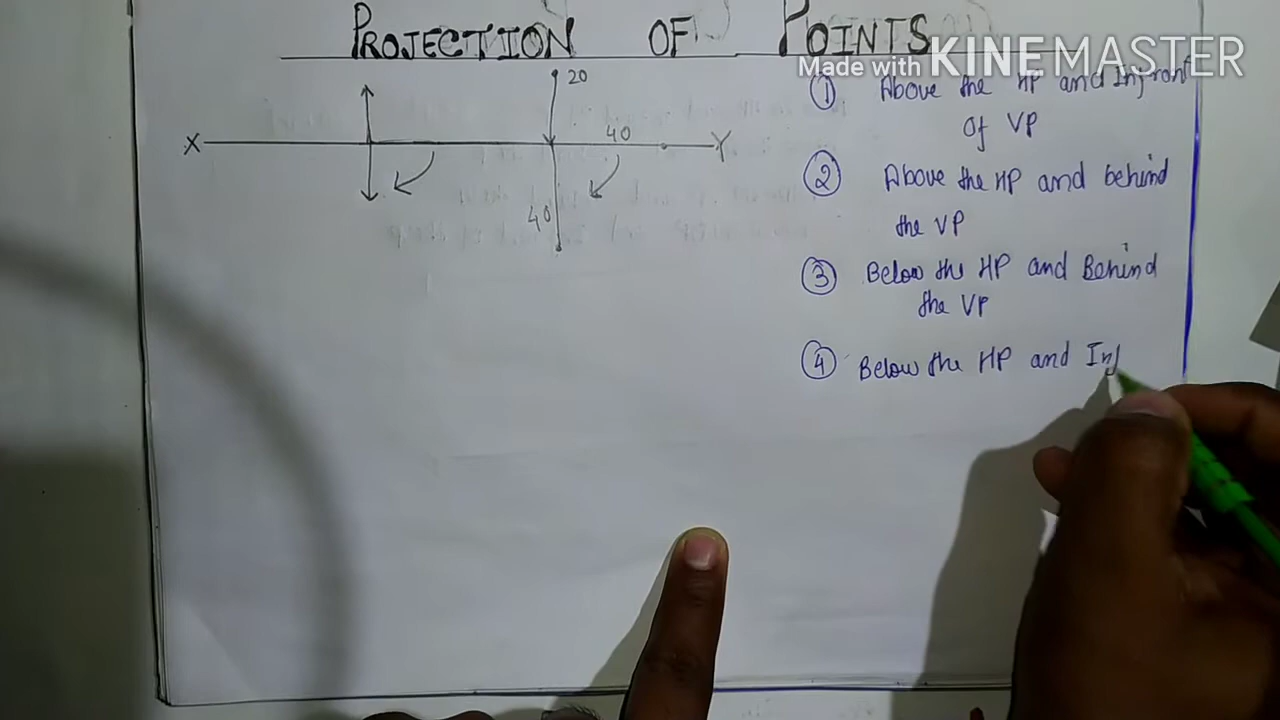 PROJECTION OF POINTS
Made with KINEMASTER
20
X
40
Y
40
① Above the HP and Infront
Of VP
② Above the HP and behind
the VP
③ Below the HP and Behind
the VP
④ Below the HP and Inf